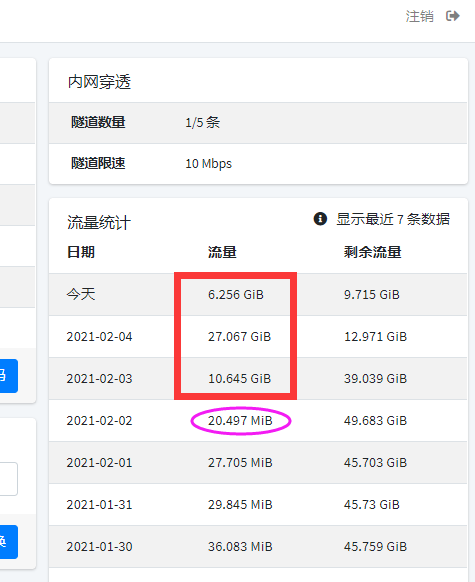 注销
内网穿透
隧道数量 1/5 条
隧道限速 10 Mbps
流量统计 显示最近 7 条数据
日期 流量 剩余流量
今天 6.256 GiB 9.715 GiB
2021-02-04 27.067 GiB 12.971 GiB
2021-02-03 10.645 GiB 39.039 GiB
2021-02-02 20.497 MiB 49.683 GiB
2021-02-01 27.705 MiB 45.703 GiB
2021-01-31 29.845 MiB 45.73 GiB
2021-01-30 36.083 MiB 45.759 GiB